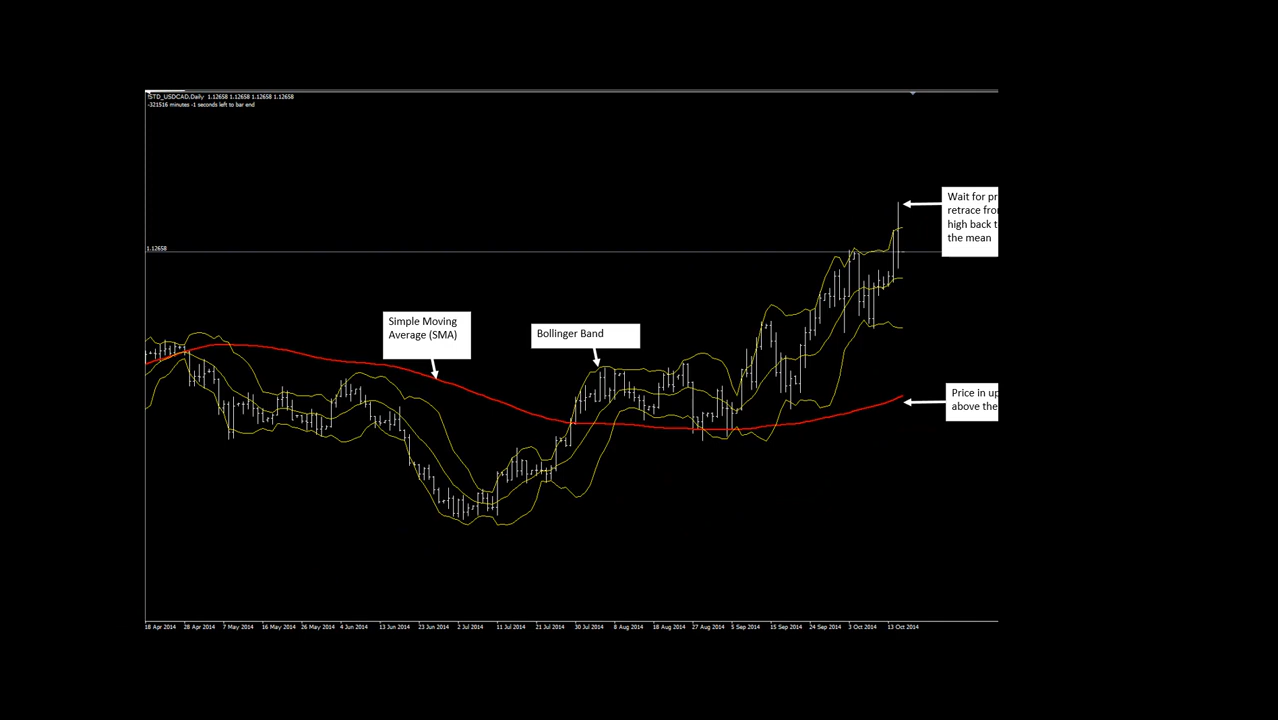 STD_USDCAD.Daily 1.12658 1.12658 1.12658 1.12658
-321516 minutes -1 seconds left to bar end
Wait for pr
retrace fro
high back t
the mean
1.12658
Simple Moving
Average (SMA)
Bollinger Band
Price in up
above the
18 Apr 2014 28 Apr 2014 7 May 2014 16 May 2014 26 May 2014 4 Jun 2014 13 Jun 2014 23 Jun 2014 2 Jul 2014 11 Jul 2014 21 Jul 2014 30 Jul 2014 8 Aug 2014 18 Aug 2014 27 Aug 2014 5 Sep 2014 15 Sep 2014 24 Sep 2014 3 Oct 2014 13 Oct 2014